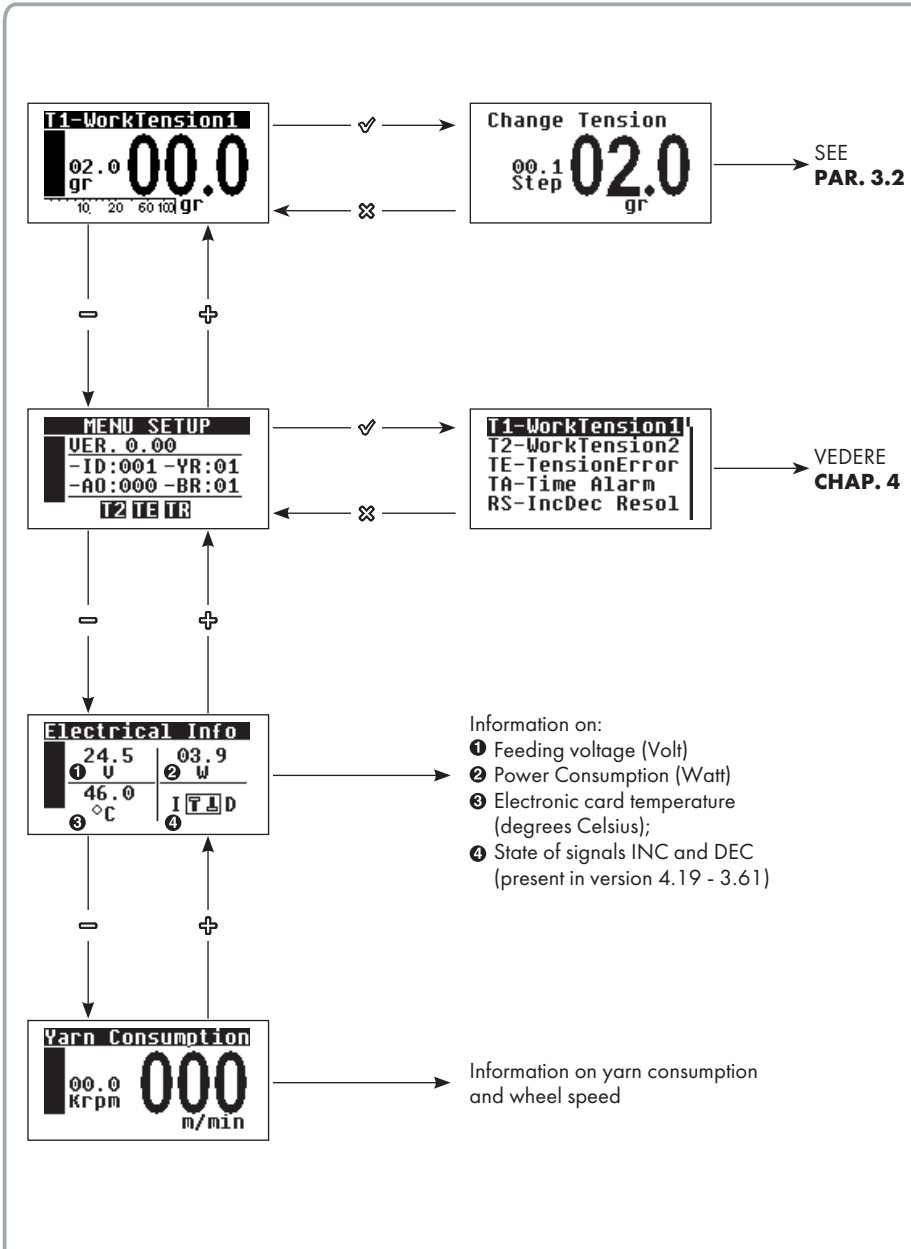 T1-WorkTension1
02.0 00.0
gr
10 20 60 100 gr
Change Tension
00.1 02.0
Step
gr
SEE
PAR. 3.2
MENU SETUP
VER. 0.00
-ID:001 -YR:01
-AO:000 -BR:01
T2 TE TR
T1-WorkTension1
T2-WorkTension2
TE-TensionError
TA-Time Alarm
RS-IncDec Resol
VEDERE
CHAP. 4
Electrical Info
24.5 03.9
❶ V ❷ W
46.0 I D
❸ °C ❹
Information on:
❶ Feeding voltage (Volt)
❷ Power Consumption (Watt)
❸ Electronic card temperature
(degrees Celsius);
❹ State of signals INC and DEC
(present in version 4.19 - 3.61)
Yarn Consumption
00.0 000
Krpm
m/min
Information on yarn consumption
and wheel speed